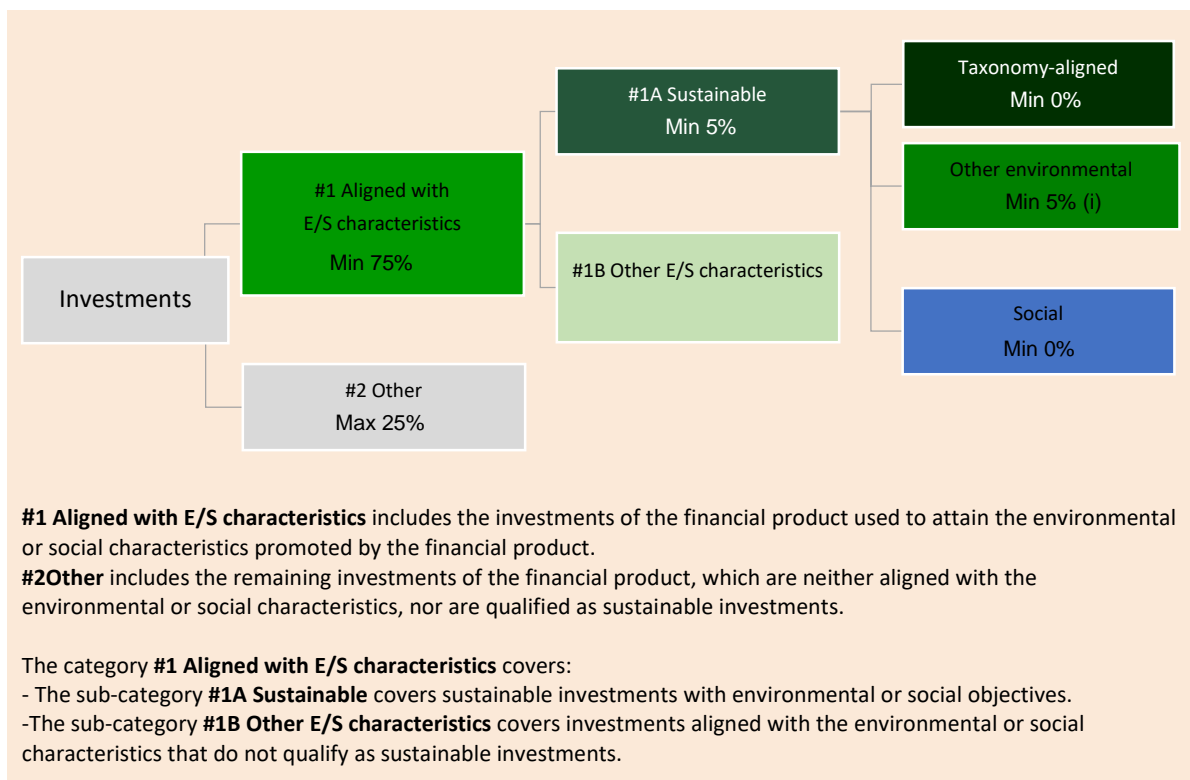 Investments
#1 Aligned with
E/S characteristics
Min 75%
#2 Other
Max 25%
#1A Sustainable
Min 5%
#1B Other E/S characteristics
Taxonomy-aligned
Min 0%
Other environmental
Min 5% (i)
Social
Min 0%
#1 Aligned with E/S characteristics includes the investments of the financial product used to attain the environmental
or social characteristics promoted by the financial product.
#2Other includes the remaining investments of the financial product, which are neither aligned with the
environmental or social characteristics, nor are qualified as sustainable investments.
The category #1 Aligned with E/S characteristics covers:
- The sub-category #1A Sustainable covers sustainable investments with environmental or social objectives.
-The sub-category #1B Other E/S characteristics covers investments aligned with the environmental or social
characteristics that do not qualify as sustainable investments.